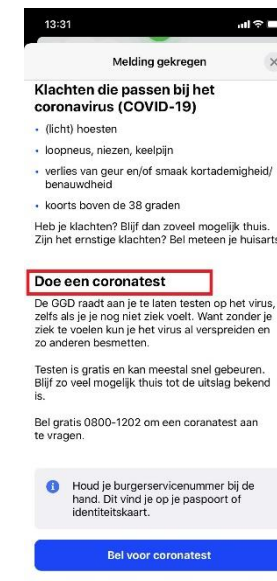 13:31
Melding gekregen
Klachten die passen bij het
coronavirus (COVID-19)
• (licht) hoesten
• loopneus, niezen, keelpijn
• verlies van geur en/of smaak kortademigheid/
benauwdheid
• koorts boven de 38 graden
Heb je klachten? Blijf dan zoveel mogelijk thuis.
Zijn het ernstige klachten? Bel meteen je huisarts
Doe een coronatest
De GGD raadt aan je te laten testen op het virus,
zelfs als je je nog niet ziek voelt. Want zonder je
ziek te voelen kun je het virus al verspreiden en
zo anderen besmetten.
Testen is gratis en kan meestal snel gebeuren.
Blijf zo veel mogelijk thuis tot de uitslag bekend
is.
Bel gratis 0800-1202 om een coronatest aan
te vragen.
Houd je burgerservicenummer bij de
hand. Dit vind je op je paspoort of
identiteitskaart.
Bel voor coronatest